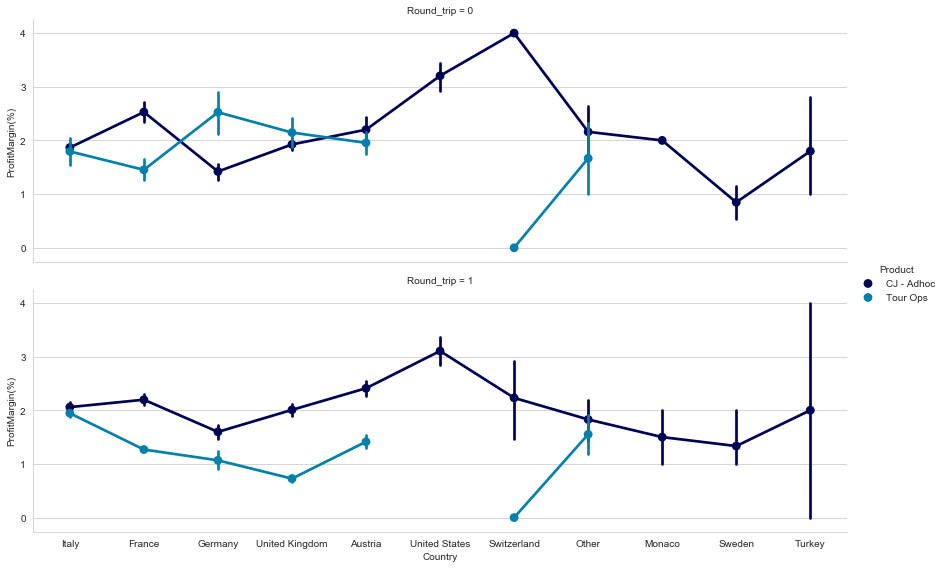 Round_trip = 0
4
3
2
1
0
ProfitMargin(%)
Round_trip = 1
4
3
2
1
0
ProfitMargin(%)
Italy France Germany United Kingdom Austria United States Switzerland Other Monaco Sweden Turkey
Country
Product
CJ - Adhoc
Tour Ops